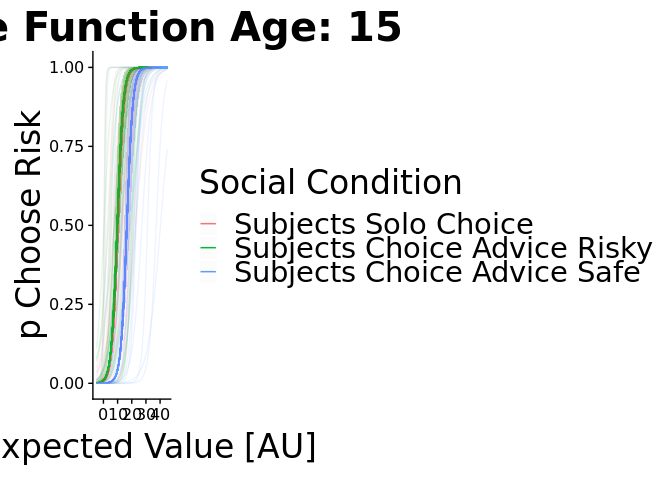 e Function Age: 15
1.00
0.75
0.50
0.25
0.00
p Choose Risk
0 10 20 30 40
xpected Value [AU]
Social Condition
Subjects Solo Choice
Subjects Choice Advice Risky
Subjects Choice Advice Safe